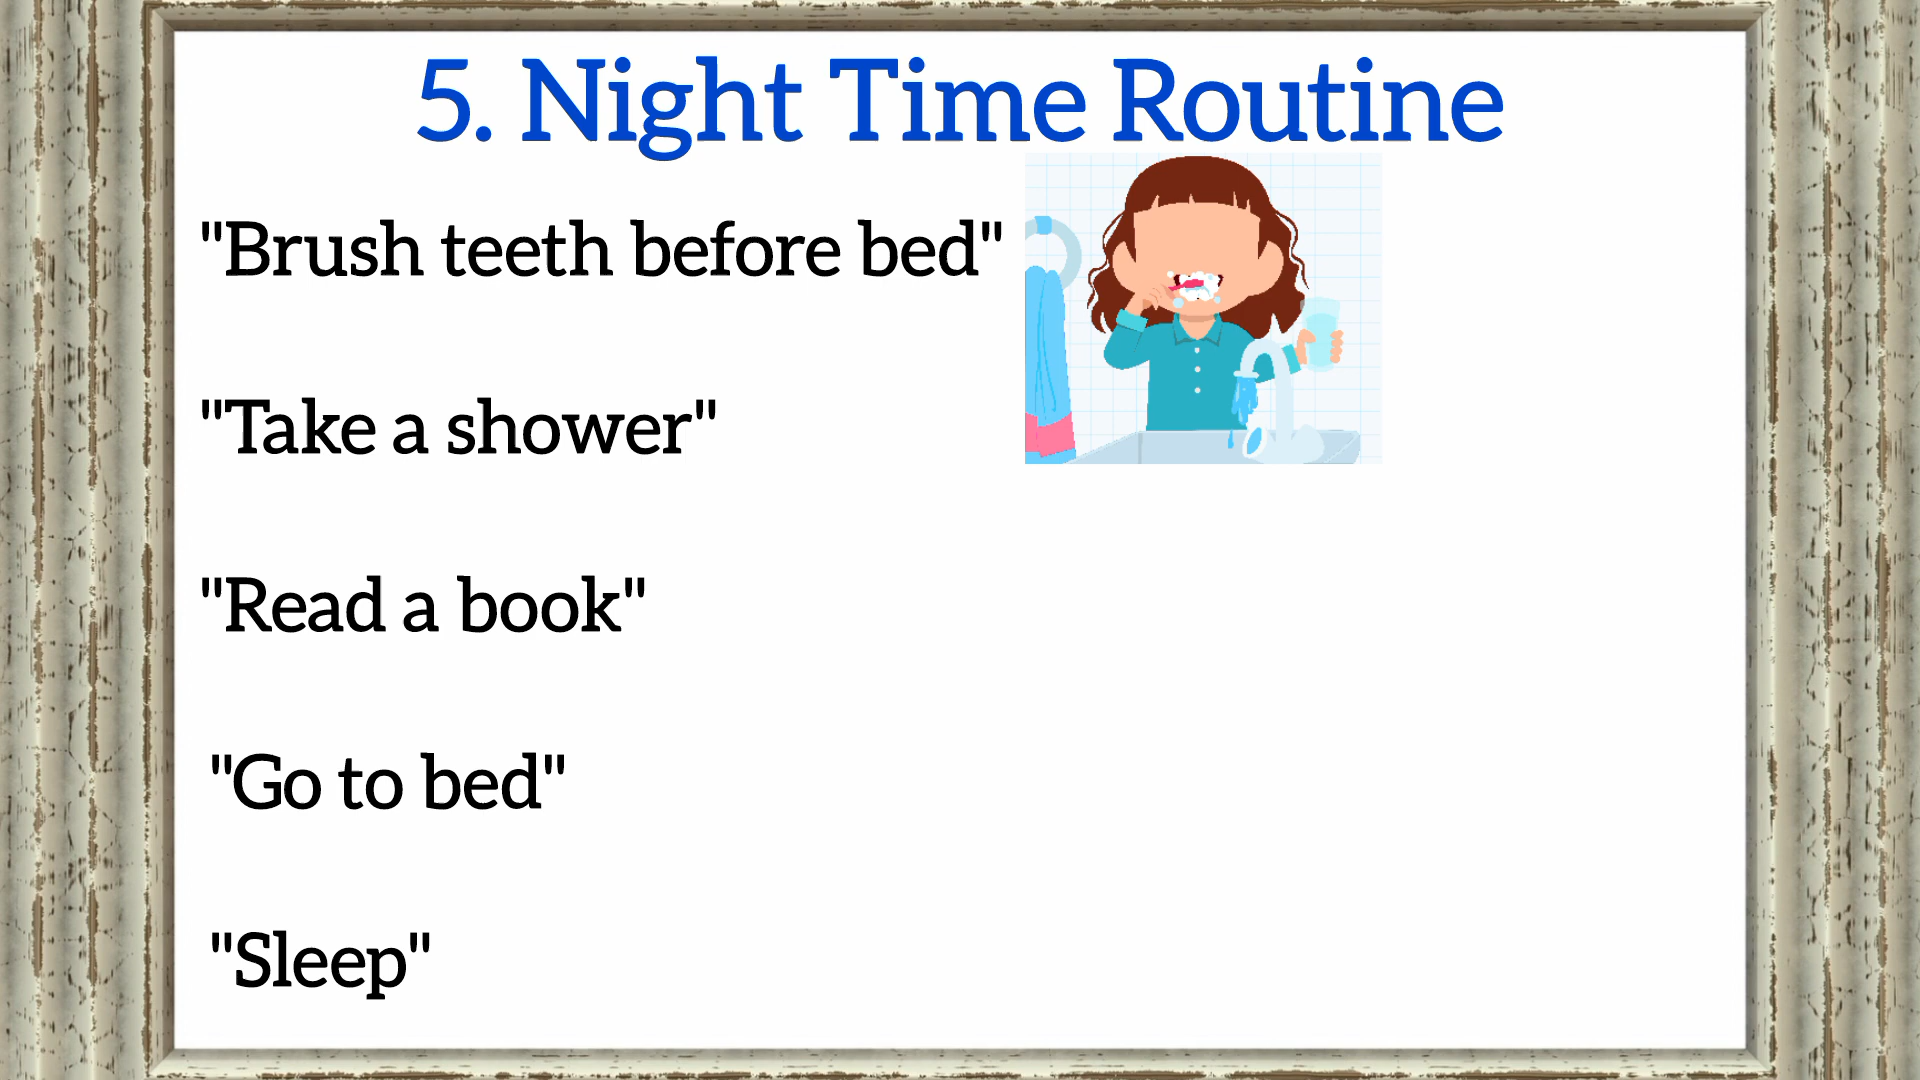 5. Night Time Routine
"Brush teeth before bed"
"Take a shower"
"Read a book"
"Go to bed"
"Sleep"